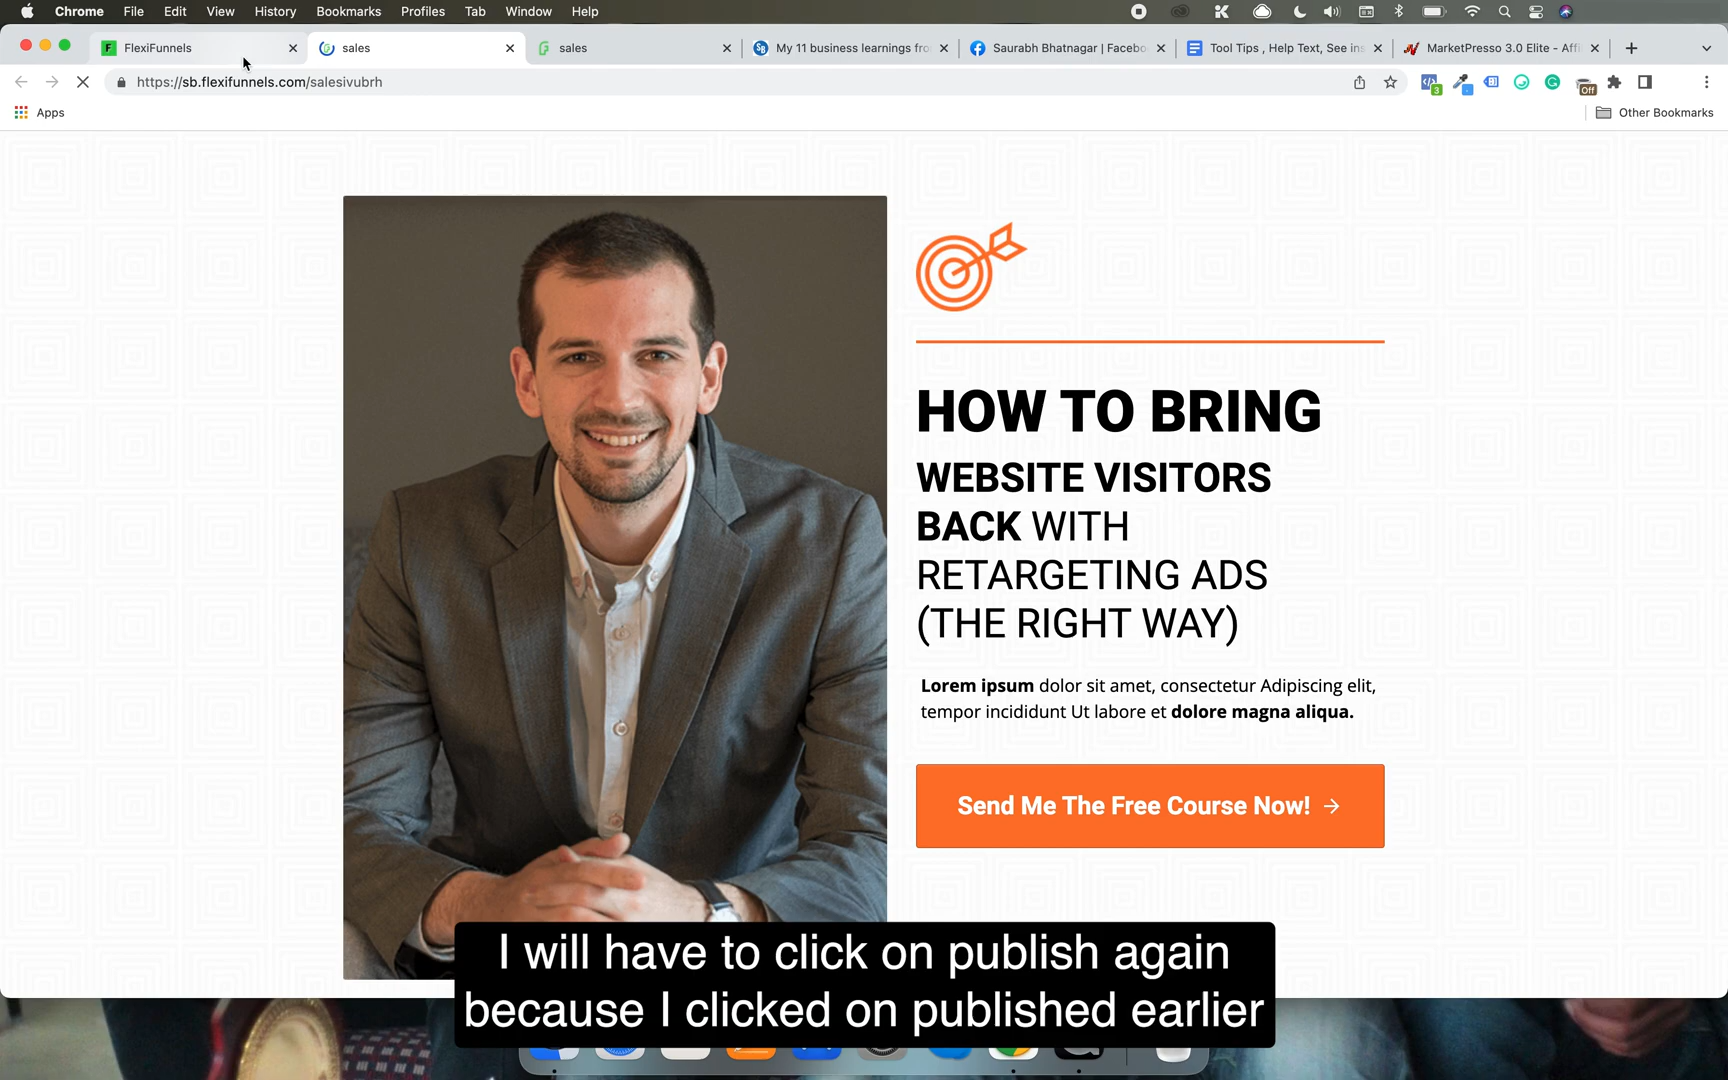 Chrome File Edit View History Bookmarks Profiles Tab Window Help
FlexiFunnels
sales
sales
My 11 business learnings fro
Saurabh Bhatnagar | Facebo
Tool Tips , Help Text, See in
MarketPresso 3.0 Elite - Affi
https://sb.flexifunnels.com/salesivubrh
3
Off
Apps
Other Bookmarks
HOW TO BRING
WEBSITE VISITORS
BACK WITH
RETARGETING ADS
(THE RIGHT WAY)
Lorem ipsum dolor sit amet, consectetur Adipiscing elit,
tempor incididunt Ut labore et dolore magna aliqua.
Send Me The Free Course Now! →
I will have to click on publish again
because I clicked on published earlier